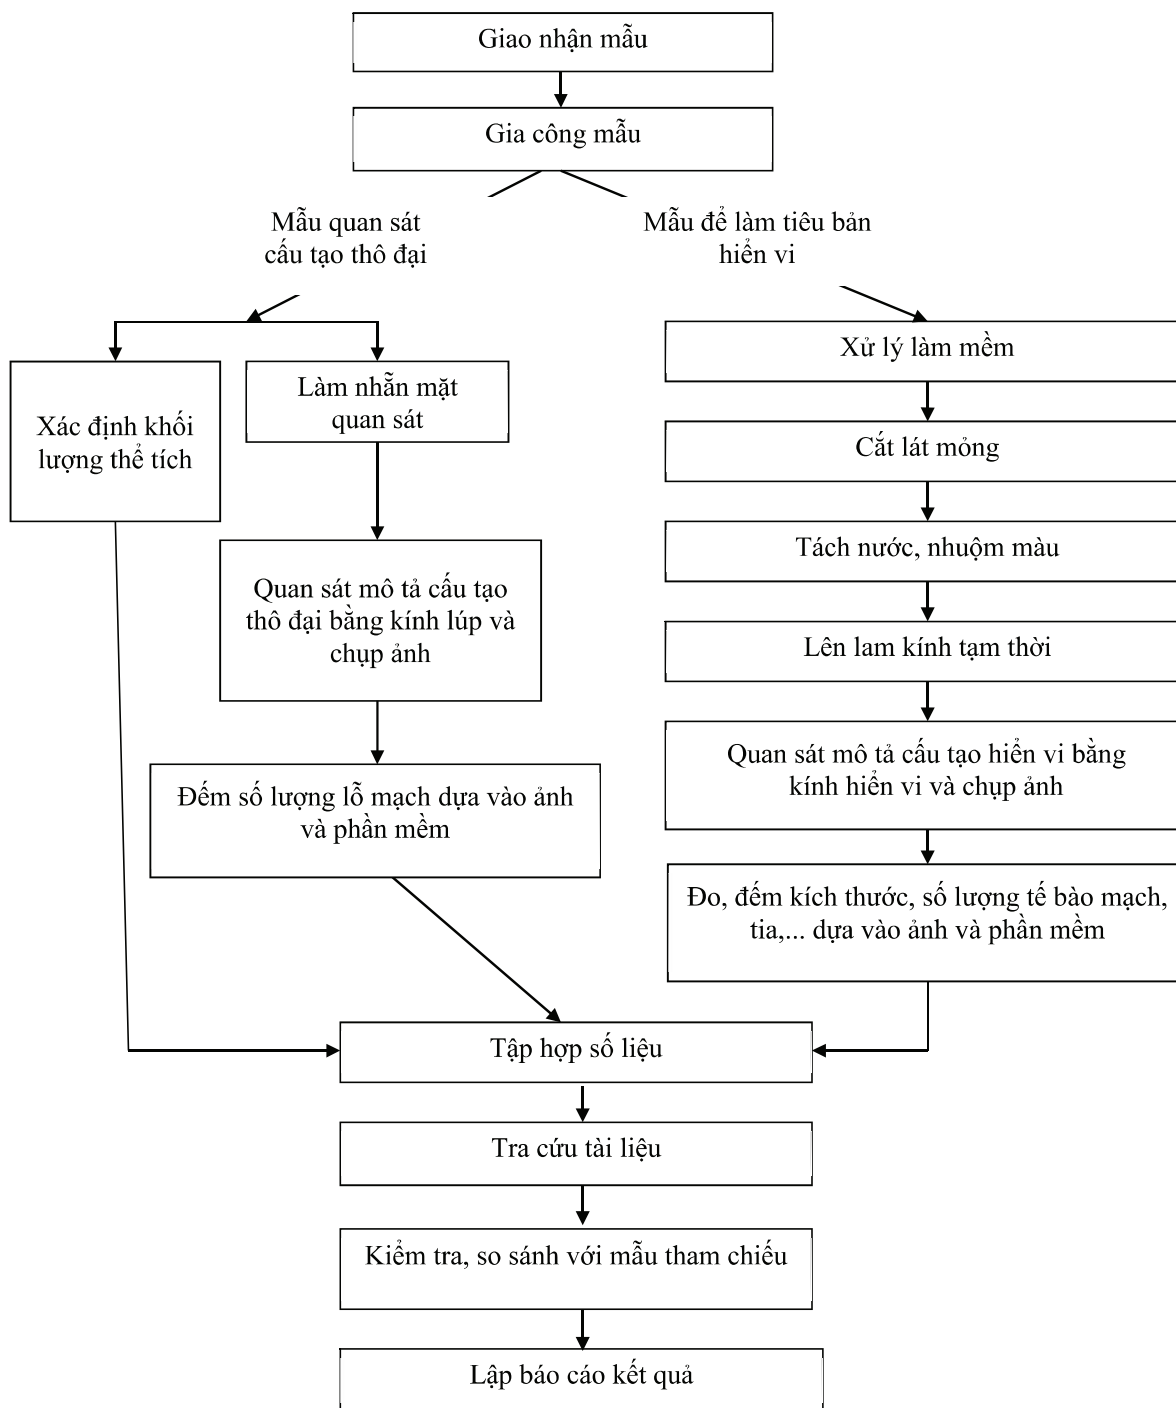 Giao nhận mẫu
Gia công mẫu
Mẫu quan sát
cấu tạo thô đại
Mẫu để làm tiêu bản
hiển vi
Xác định khối
lượng thể tích
Làm nhẵn mặt
quan sát
Quan sát mô tả cấu tạo
thô đại bằng kính lúp và
chụp ảnh
Đếm số lượng lỗ mạch dựa vào ảnh
và phần mềm
Xử lý làm mềm
Cắt lát mỏng
Tách nước, nhuộm màu
Lên lam kính tạm thời
Quan sát mô tả cấu tạo hiển vi bằng
kính hiển vi và chụp ảnh
Đo, đếm kích thước, số lượng tế bào mạch,
tia,... dựa vào ảnh và phần mềm
Tập hợp số liệu
Tra cứu tài liệu
Kiểm tra, so sánh với mẫu tham chiếu
Lập báo cáo kết quả